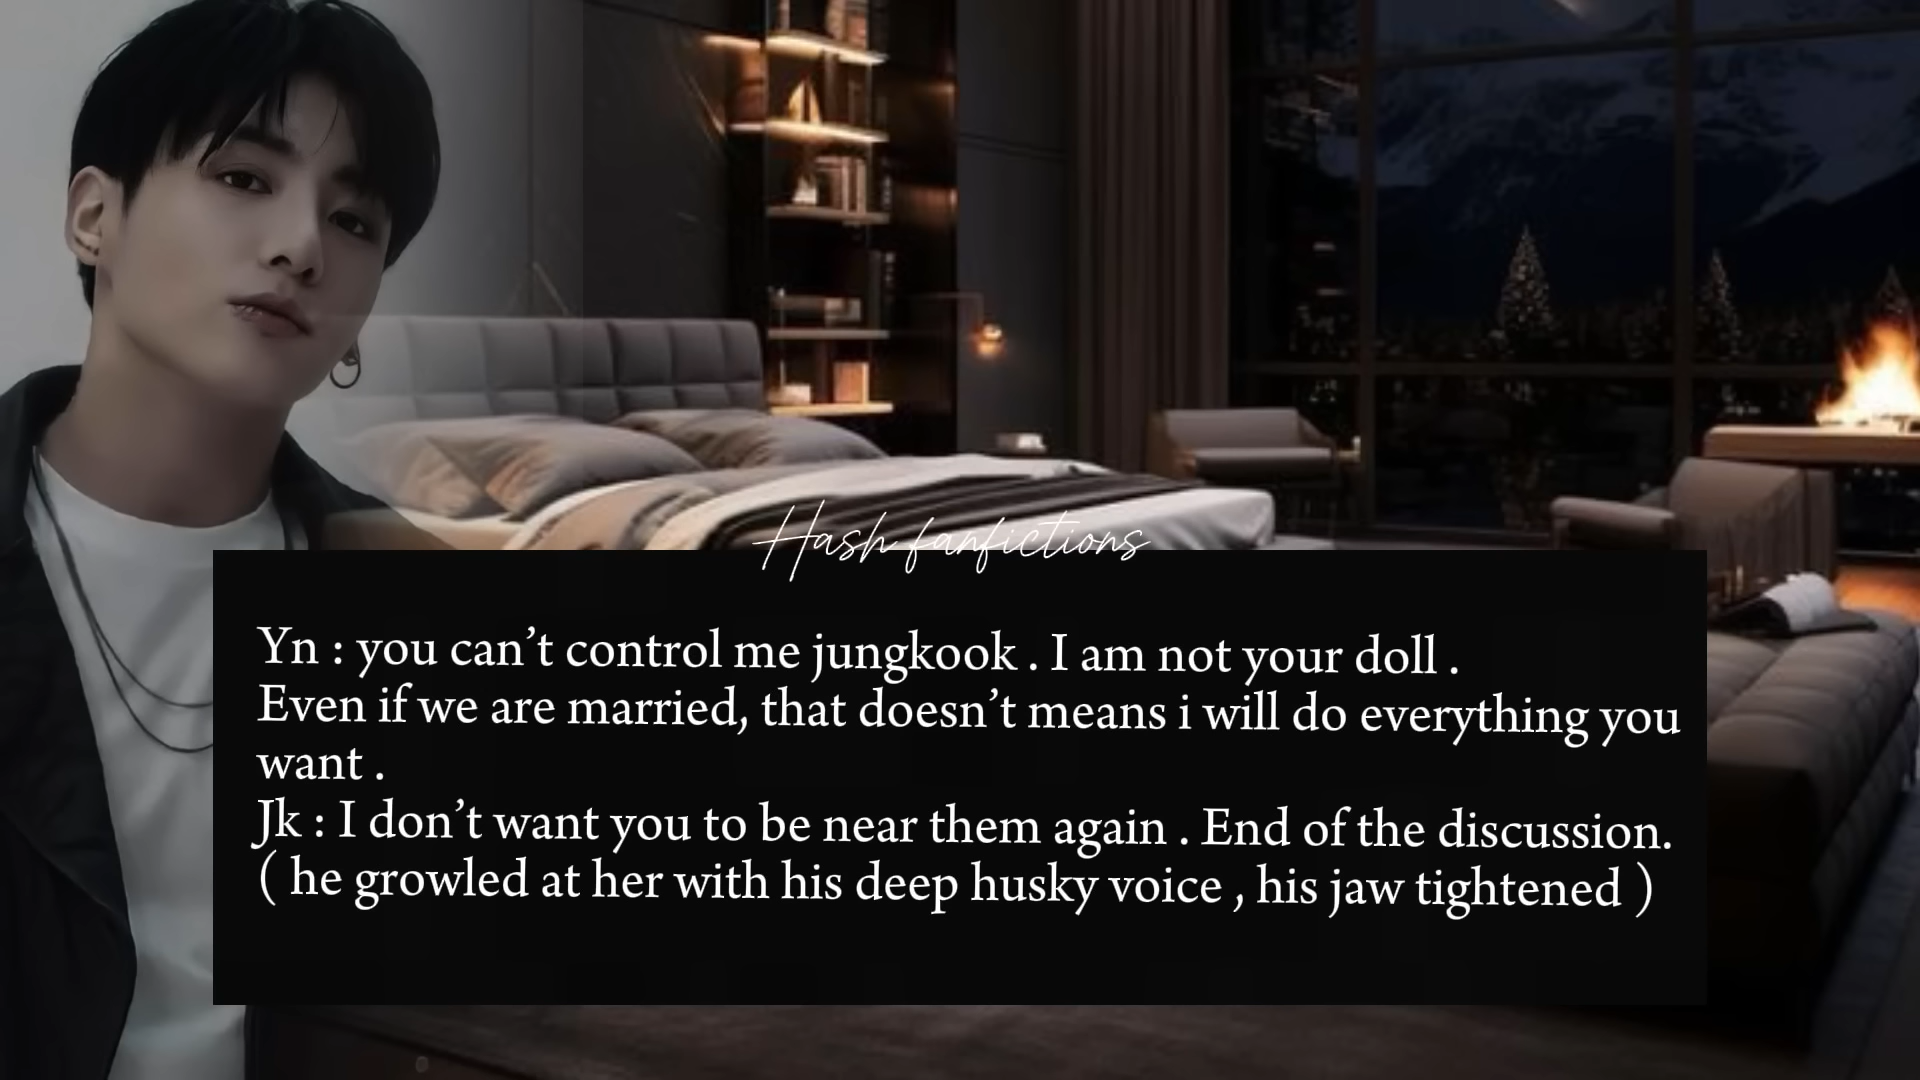 Hash fanfictions
Yn : you can’t control me jungkook . I am not your doll .
Even if we are married, that doesn’t means i will do everything you
want .
Jk : I don’t want you to be near them again . End of the discussion.
( he growled at her with his deep husky voice , his jaw tightened )